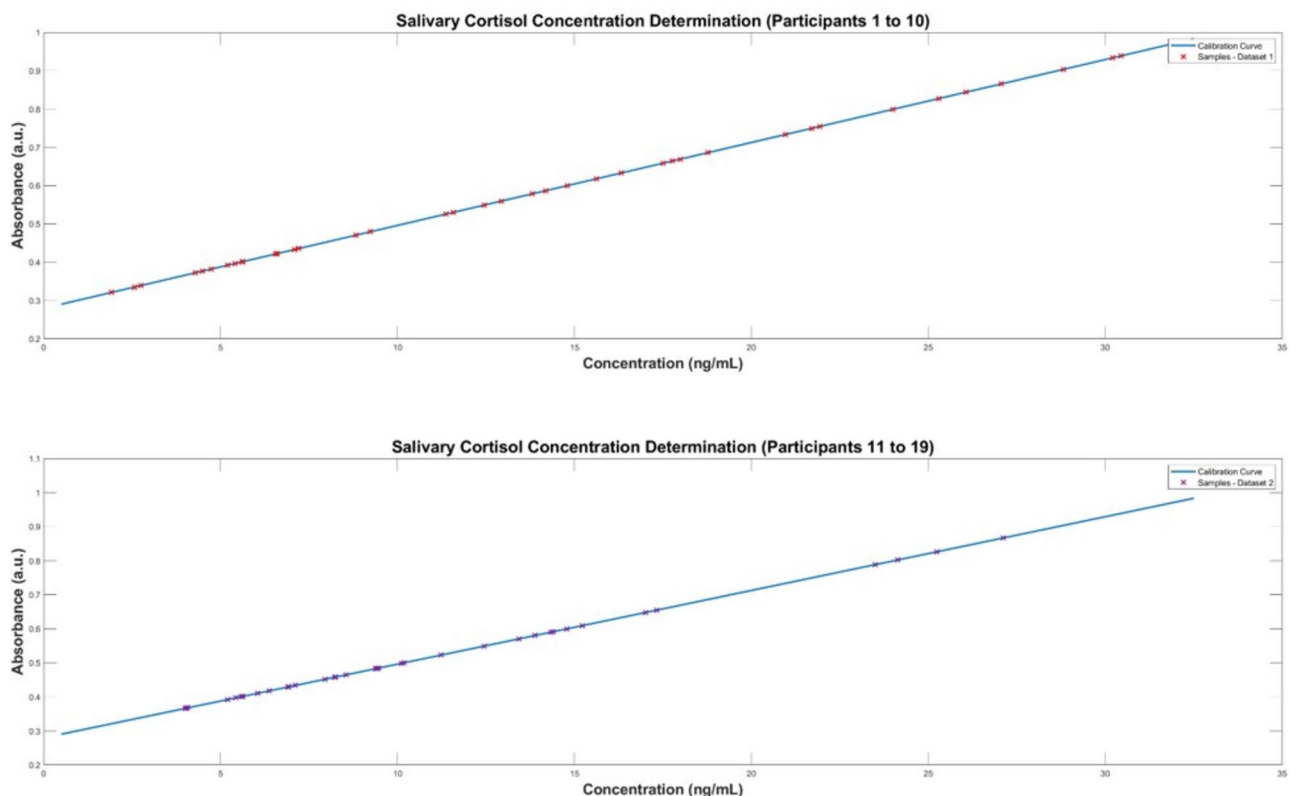 Salivary Cortisol Concentration Determination (Participants 1 to 10)
1
0.9
0.8
0.7
0.6
0.5
0.4
0.3
0.2
Absorbance (a.u.)
Calibration Curve
Samples - Dataset 1
0 5 10 15 20 25 30 35
Concentration (ng/mL)
Salivary Cortisol Concentration Determination (Participants 11 to 19)
1.1
1
0.9
0.8
0.7
0.6
0.5
0.4
0.3
0.2
Absorbance (a.u.)
Calibration Curve
Samples - Dataset 2
0 5 10 15 20 25 30 35
Concentration (ng/mL)